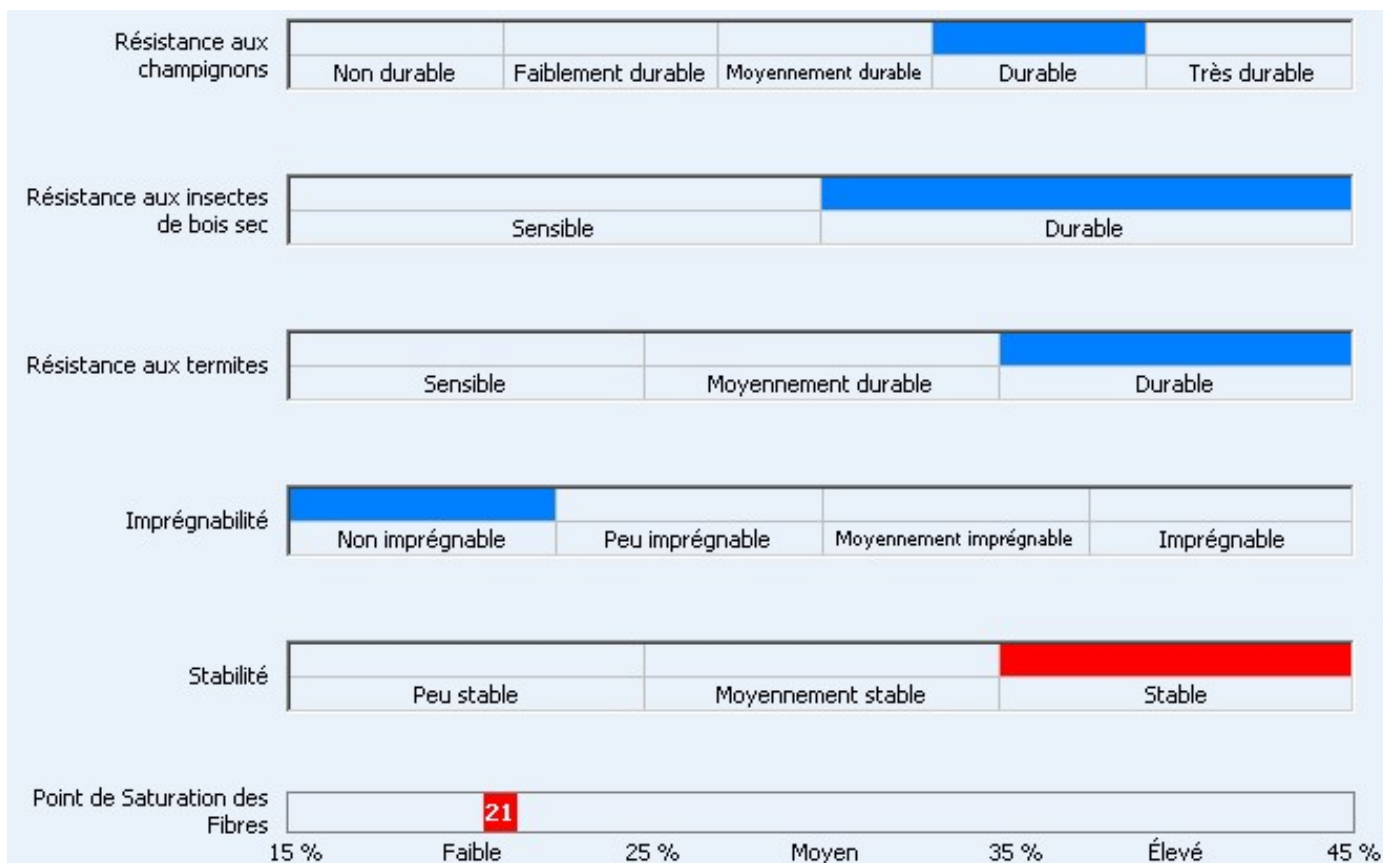 Résistance aux
champignons
Non durable Faiblement durable Moyennement durable Durable Très durable
Résistance aux insectes
de bois sec
Sensible Durable
Résistance aux termites
Sensible Moyennement durable Durable
Imprégnabilité
Non imprégnable Peu imprégnable Moyennement imprégnable Imprégnable
Stabilité
Peu stable Moyennement stable Stable
Point de Saturation des
Fibres
21
15 % Faible 25 % Moyen 35 % Élevé 45 %